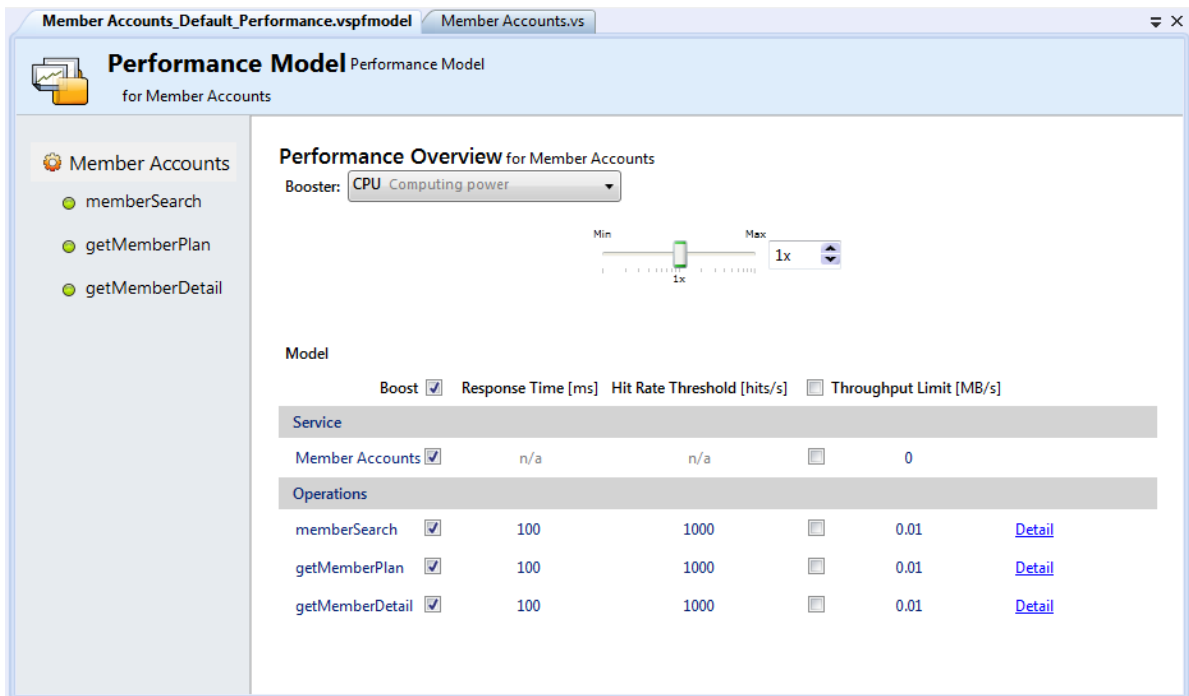 Member Accounts_Default_Performance.vspfmodel Member Accounts.vs
Performance Model Performance Model
for Member Accounts
Member Accounts
memberSearch
getMemberPlan
getMemberDetail
Performance Overview for Member Accounts
Booster: CPU Computing power
Min Max
1x
1x
Model
Boost Response Time [ms] Hit Rate Threshold [hits/s] Throughput Limit [MB/s]
Service
Member Accounts n/a n/a 0
Operations
memberSearch 100 1000 0.01 Detail
getMemberPlan 100 1000 0.01 Detail
getMemberDetail 100 1000 0.01 Detail